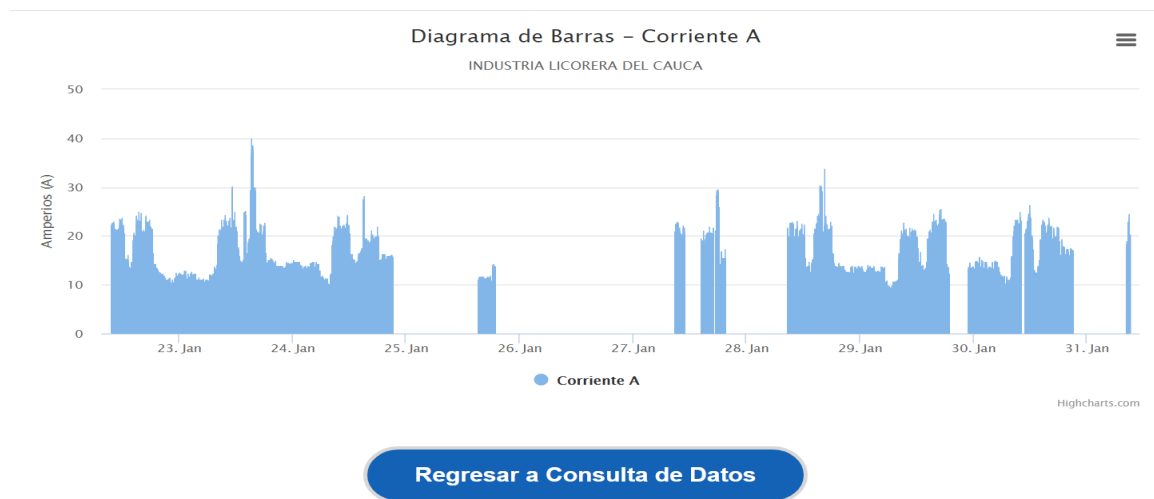 Diagrama de Barras – Corriente A
INDUSTRIA LICORERA DEL CAUCA
Amperios (A)
50
40
30
20
10
0
23. Jan 24. Jan 25. Jan 26. Jan 27. Jan 28. Jan 29. Jan 30. Jan 31. Jan
Corriente A
Highcharts.com
Regresar a Consulta de Datos